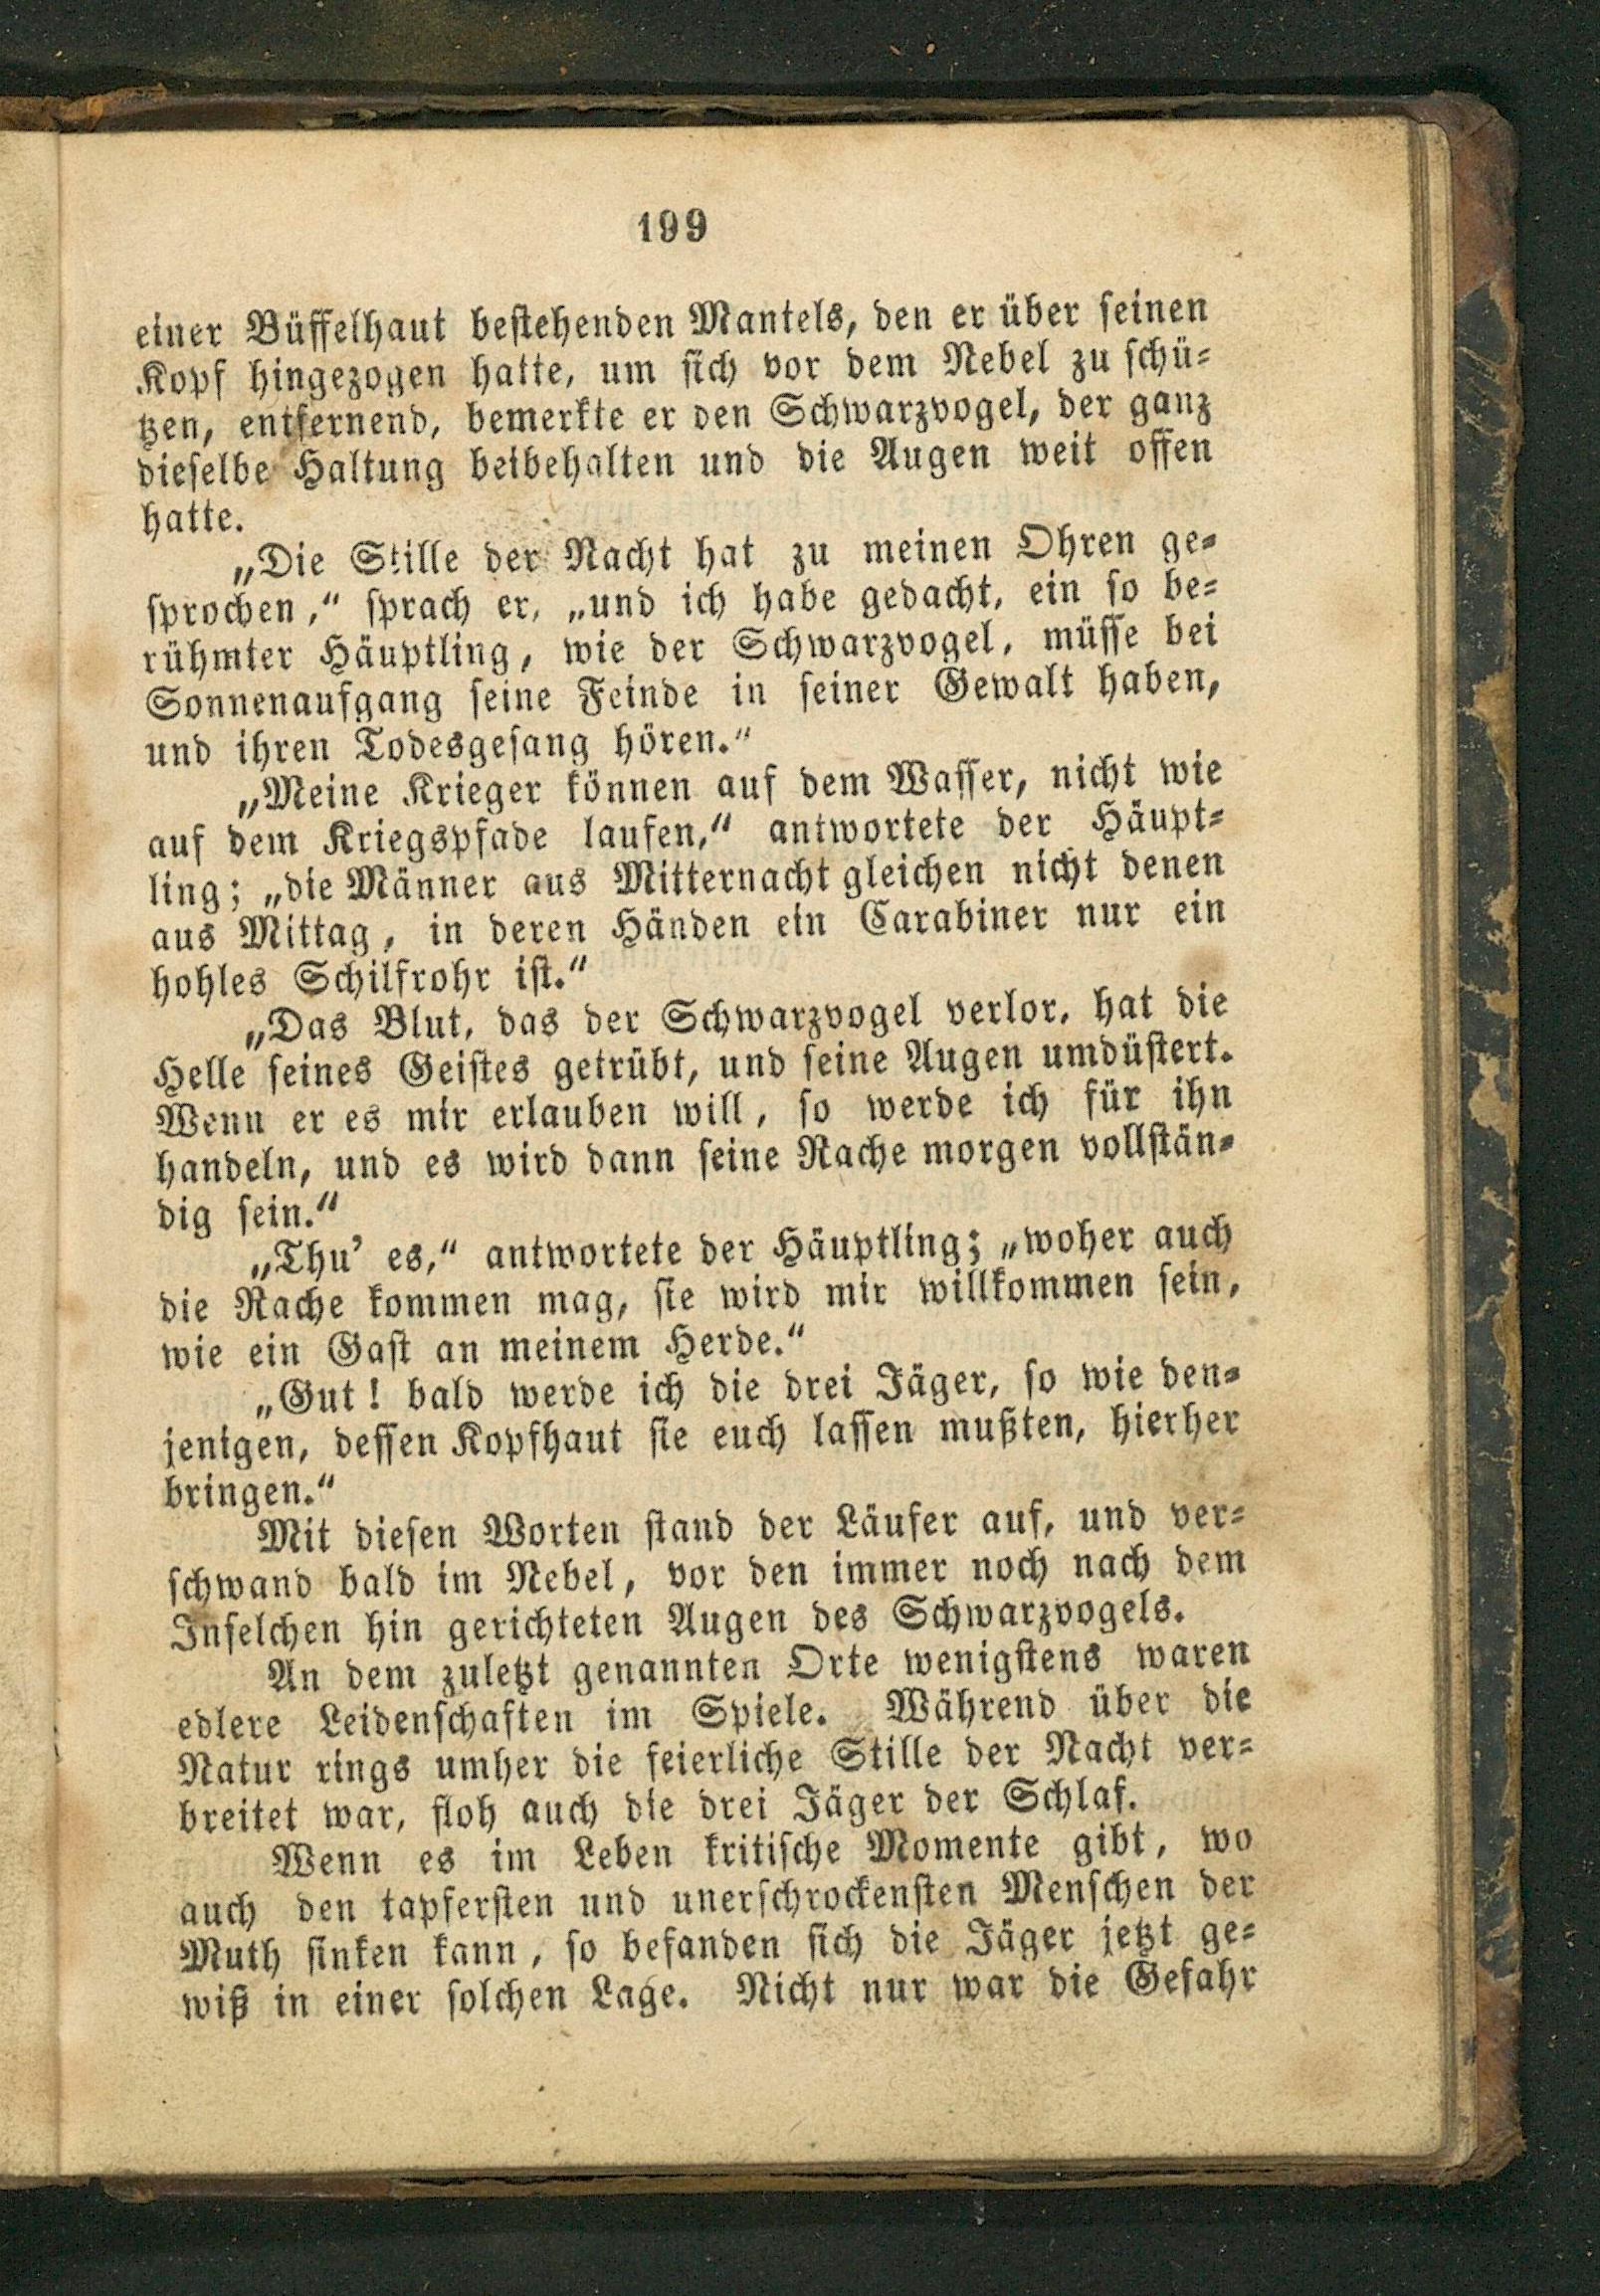 199
einer Büffelhaut bestehenden Mantels, den er über seinen
Kopf hingezogen hatte, um sich vor dem Nebel zu schü-
tzen, entfernend, bemerkte er den Schwarzvogel, der ganz
dieselbe Haltung beibehalten und die Augen weit offen
hatte.
„Die Stille der Nacht hat zu meinen Ohren ge-
sprochen,“ sprach er, „und ich habe gedacht, ein so be-
rühmter Häuptling, wie der Schwarzvogel, müsse bei
Sonnenaufgang seine Feinde in seiner Gewalt haben,
und ihren Todesgesang hören.“
„Meine Krieger können auf dem Wasser, nicht wie
auf dem Kriegspfade laufen,“ antwortete der Häupt-
ling; „die Männer aus Mitternacht gleichen nicht denen
aus Mittag, in deren Händen ein Carabiner nur ein
hohles Schilfrohr ist.“
„Das Blut, das der Schwarzvogel verlor, hat die
Helle seines Geistes getrübt, und seine Augen umdüstert.
Wenn er es mir erlauben will, so werde ich für ihn
handeln, und es wird dann seine Rache morgen vollstän-
dig sein.“
„Thu’ es,“ antwortete der Häuptling; „woher auch
die Rache kommen mag, sie wird mir willkommen sein,
wie ein Gast an meinem Herde.“
„Gut! bald werde ich die drei Jäger, so wie den-
jenigen, dessen Kopfhaut sie euch lassen mußten, hierher
bringen.“
Mit diesen Worten stand der Läufer auf, und ver-
schwand bald im Nebel, vor den immer noch nach dem
Inselchen hin gerichteten Augen des Schwarzvogels.
An dem zuletzt genannten Orte wenigstens waren
edlere Leidenschaften im Spiele. Während über die
Natur rings umher die feierliche Stille der Nacht ver-
breitet war, floh auch die drei Jäger der Schlaf.
Wenn es im Leben kritische Momente gibt, wo
auch den tapfersten und unerschrockensten Menschen der
Muth sinken kann, so befanden sich die Jäger jetzt ge-
wiß in einer solchen Lage. Nicht nur war die Gefahr